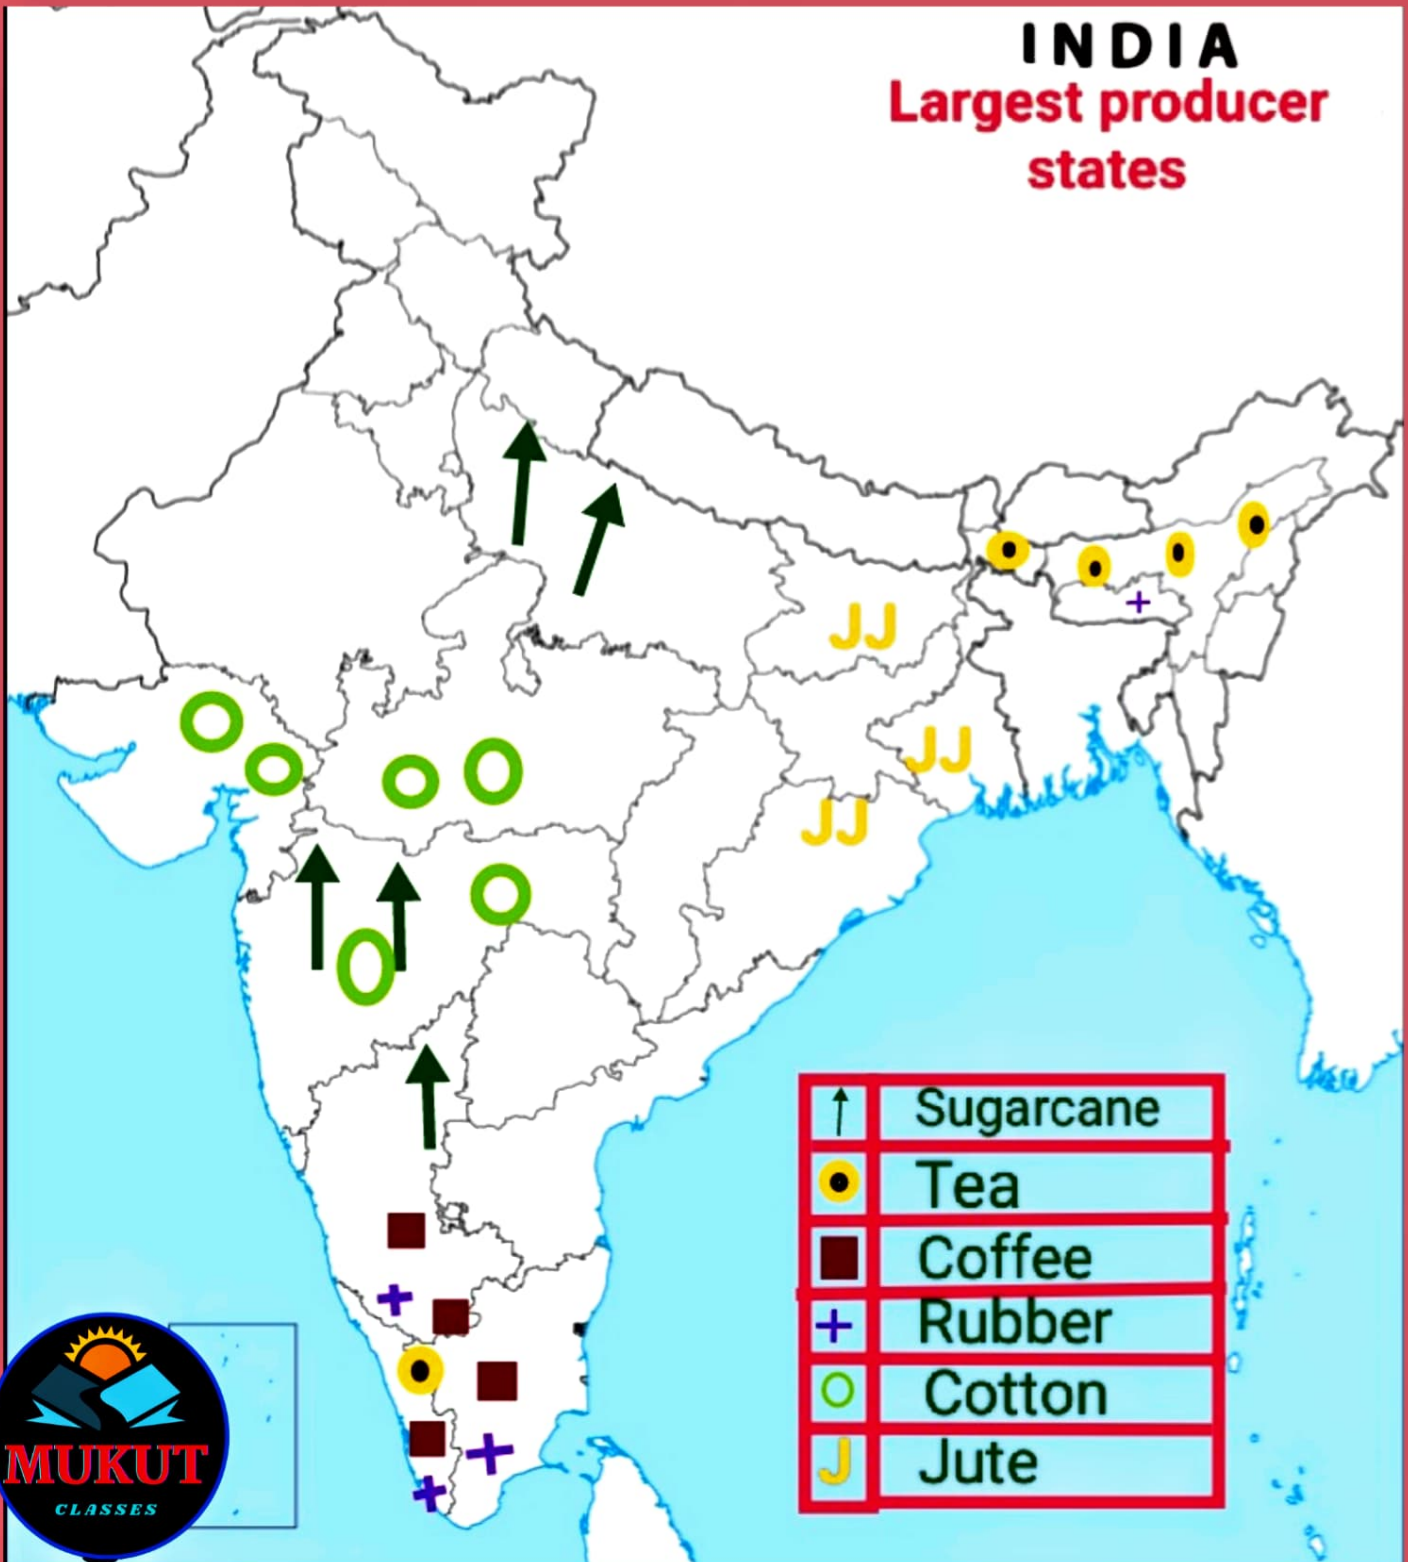 INDIA
Largest producer
states
JJ
JJ
JJ
Sugarcane
Tea
Coffee
Rubber
Cotton
J Jute
MUKUT
CLASSES